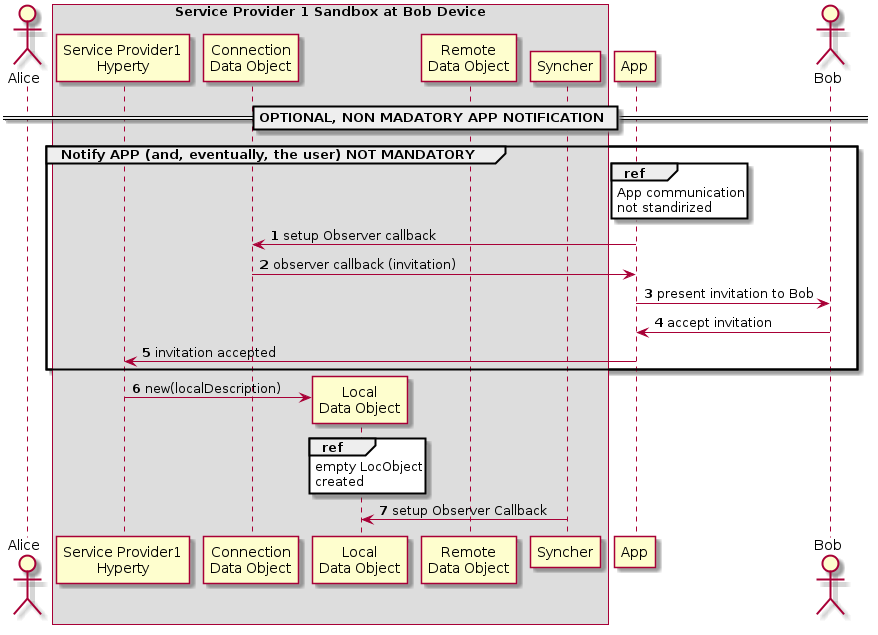 Service Provider 1 Sandbox at Bob Device
Alice
Service Provider1
Hyperty
Connection
Data Object
Remote
Data Object
Syncher
App
Bob
OPTIONAL, NON MADATORY APP NOTIFICATION
Notify APP (and, eventually, the user) NOT MANDATORY
ref
App communication
not standirized
1 setup Observer callback
2 observer callback (invitation)
3 present invitation to Bob
4 accept invitation
5 invitation accepted
6 new(localDescription)
Local
Data Object
ref
empty LocObject
created
7 setup Observer Callback
Alice
Service Provider1
Hyperty
Connection
Data Object
Local
Data Object
Remote
Data Object
Syncher
App
Bob